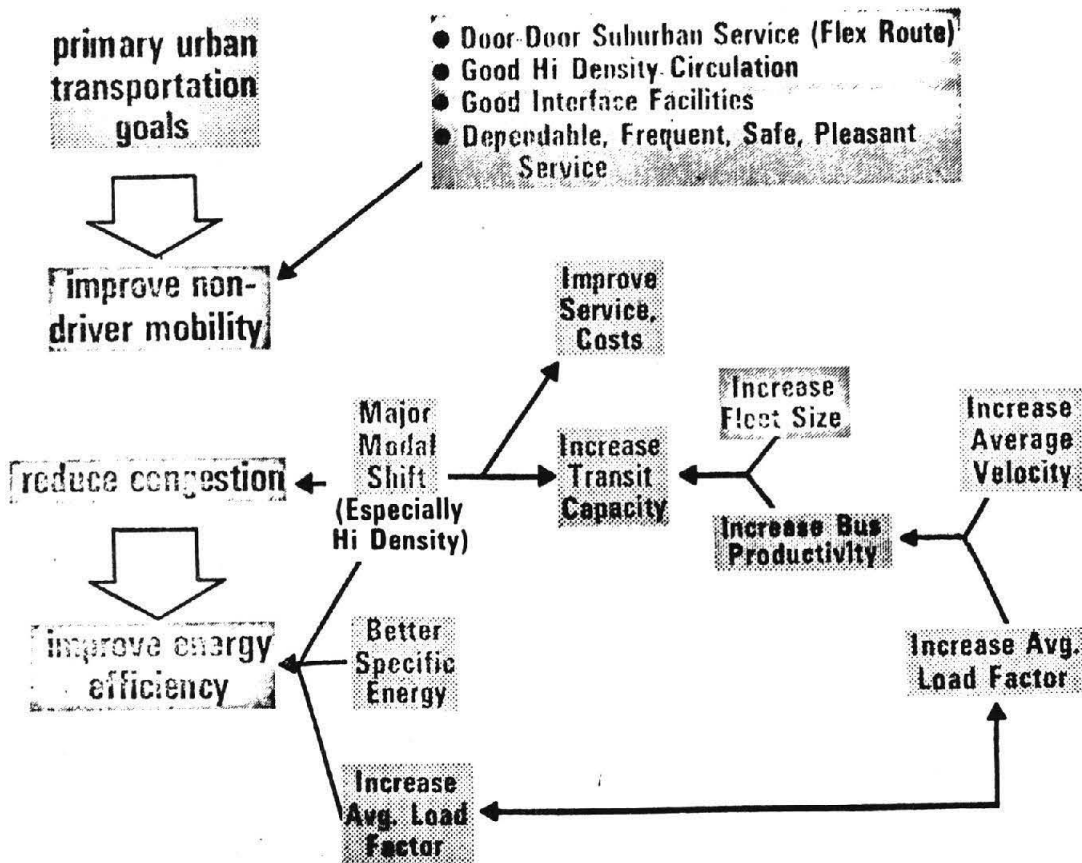 primary urban
transportation
goals
● Door-Door Suburban Service (Flex Route)
● Good Hi Density Circulation
● Good Interface Facilities
● Dependable, Frequent, Safe, Pleasant
Service
improve non-
driver mobility
Improve
Service,
Costs
Increase
Fleet Size
Increase
Average
Velocity
Major
Modal
Shift
(Especially
Hi Density)
Increase
Transit
Capacity
reduce congestion
Increase Bus
Productivity
improve energy
efficiency
Better
Specific
Energy
Increase Avg.
Load Factor
Increase
Avg. Load
Factor